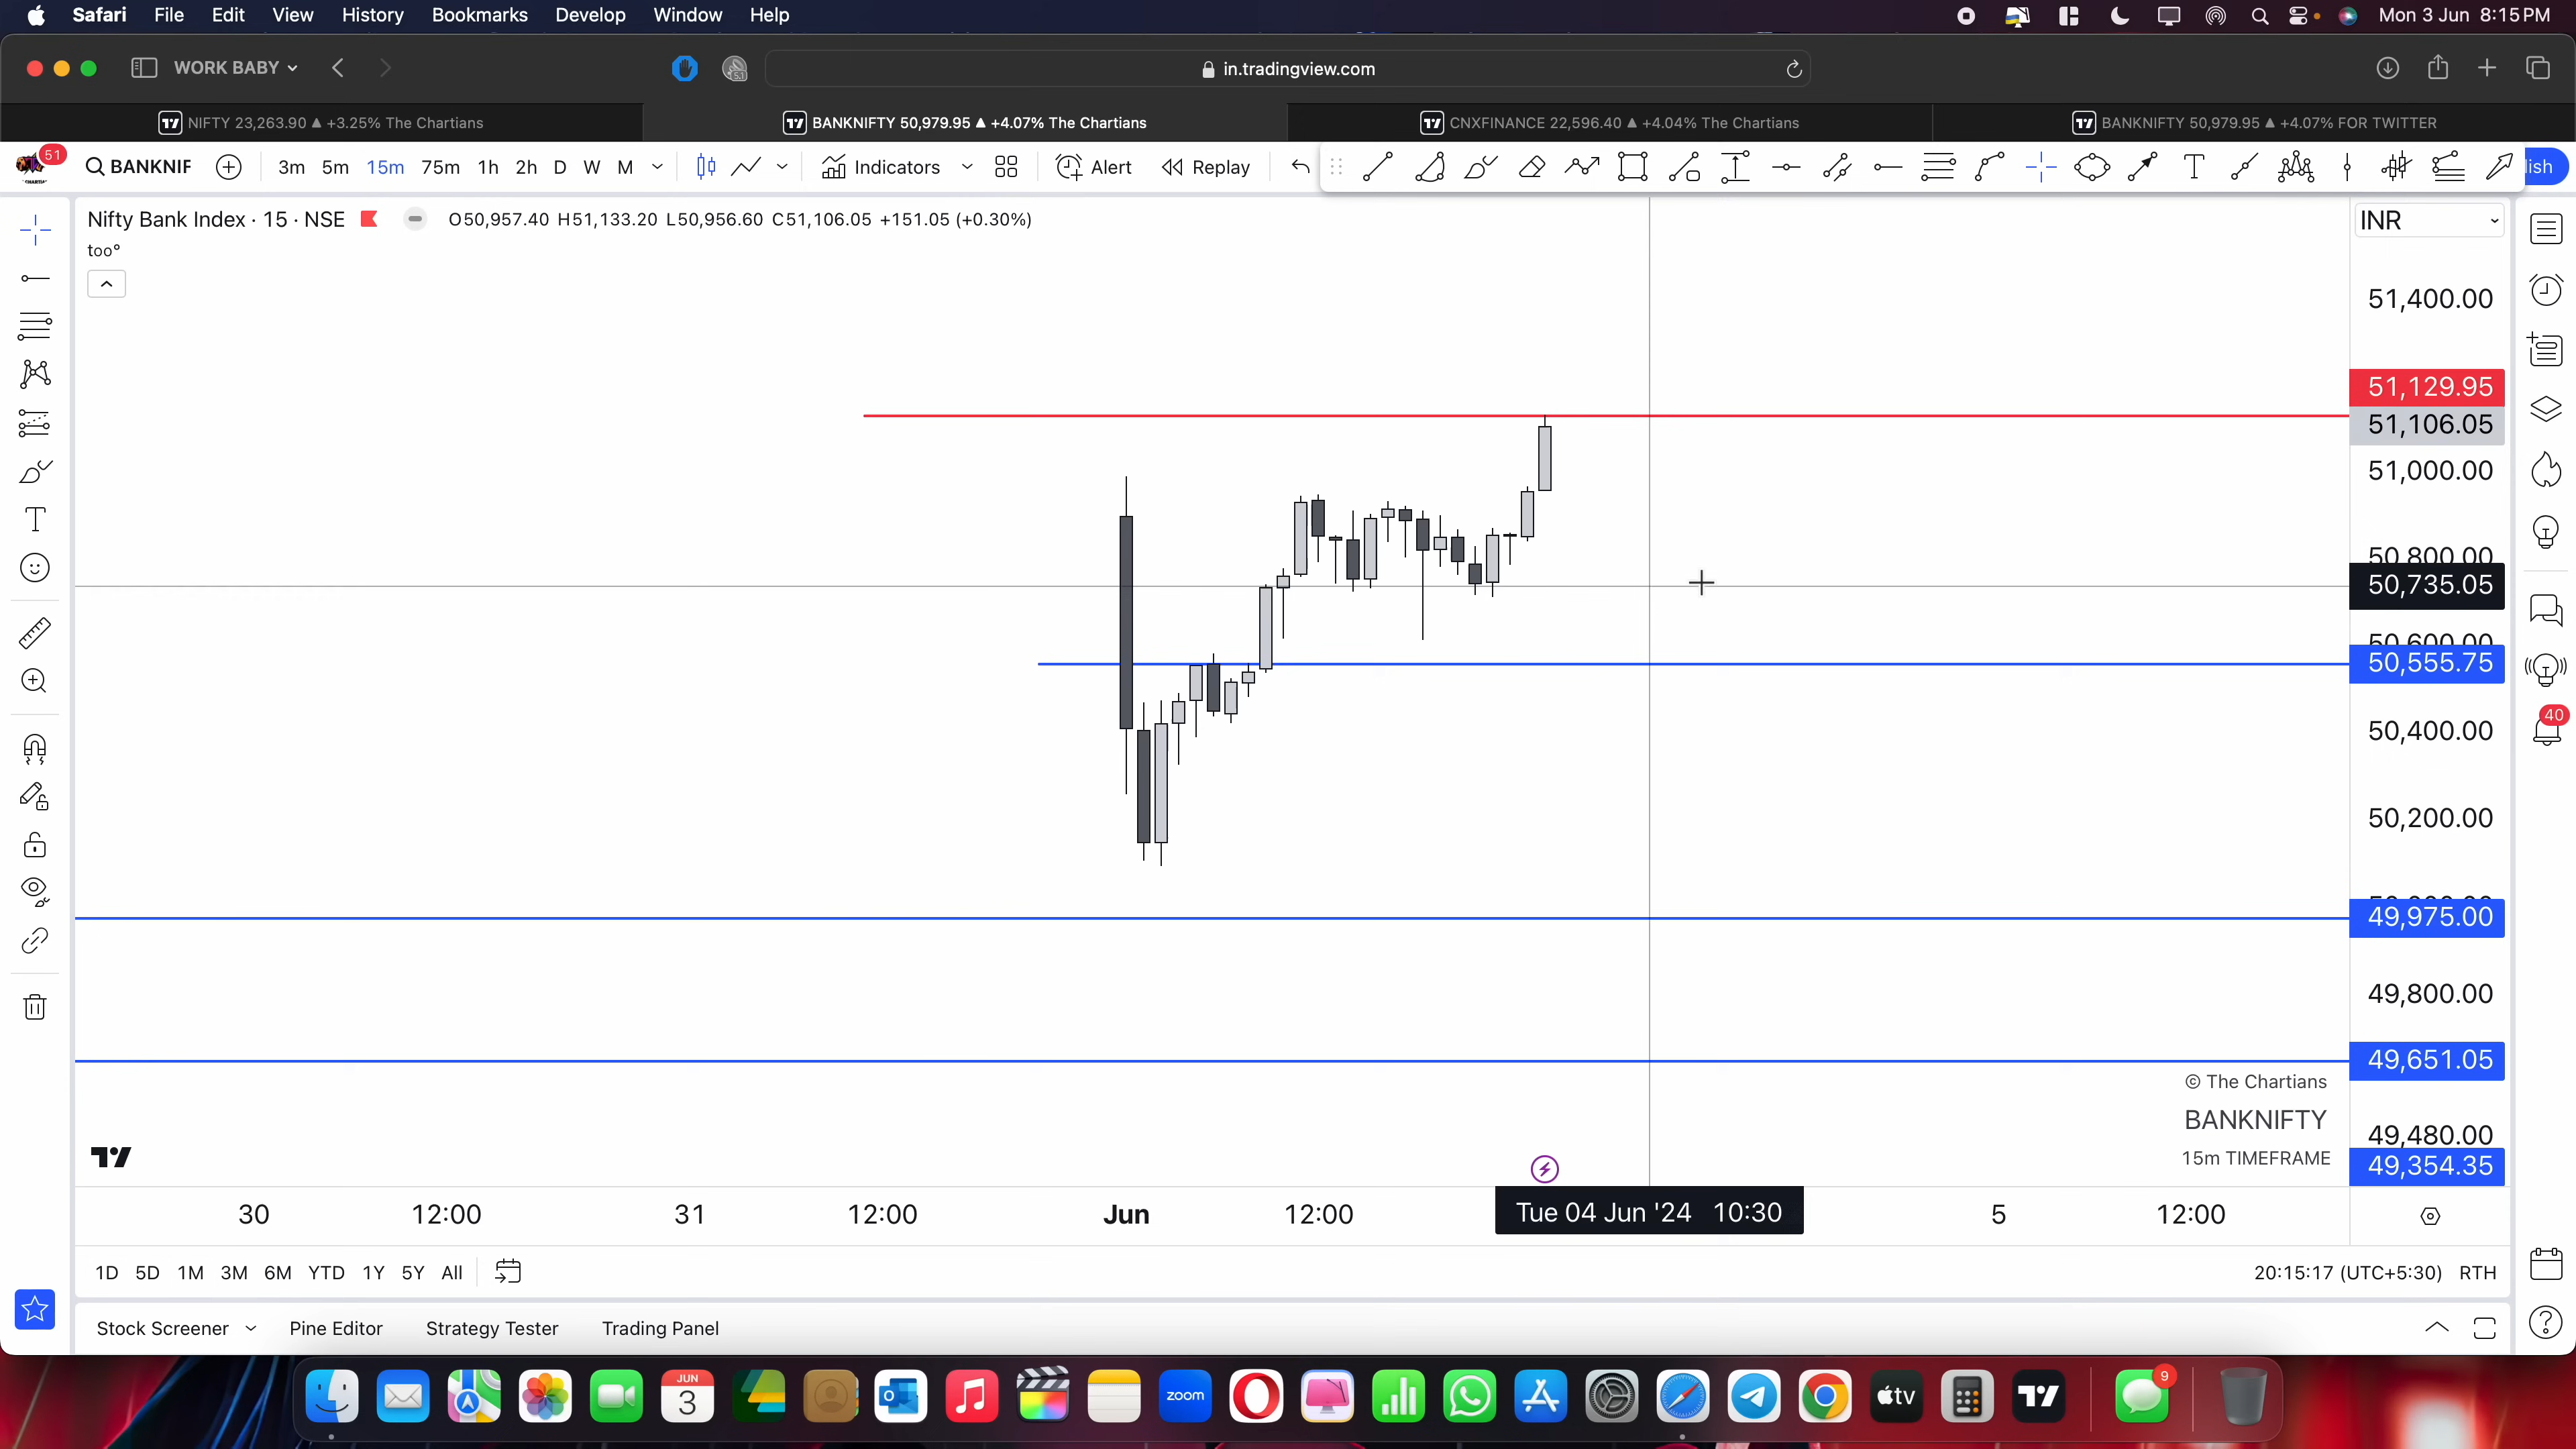 Safari File Edit View History Bookmarks Develop Window Help Mon 3 Jun 8:15PM
WORK BABY in.tradingview.com
NIFTY 23,263.90 ▲ +3.25% The Chartians BANKNIFTY 50,979.95 ▲ +4.07% The Chartians CNXFINANCE 22,596.40 ▲ +4.04% The Chartians BANKNIFTY 50,979.95 ▲ +4.07% FOR TWITTER
51 BANKNIF 3m 5m 15m 75m 1h 2h D W M Indicators Alert Replay lish
Nifty Bank Index · 15 · NSE O50,957.40 H51,133.20 L50,956.60 C51,106.05 +151.05 (+0.30%) INR
too°
51,400.00
51,129.95
51,106.05
51,000.00
50,800.00
50,735.05
50,600.00
50,555.75
40
50,400.00
50,200.00
49,975.00
49,800.00
49,651.05
© The Chartians
BANKNIFTY
49,480.00
15m TIMEFRAME
49,354.35
30 12:00 31 12:00 Jun 12:00 Tue 04 Jun '24 10:30 5 12:00
1D 5D 1M 3M 6M YTD 1Y 5Y All 20:15:17 (UTC+5:30) RTH
Stock Screener Pine Editor Strategy Tester Trading Panel
JUN
3
zoom
tv
9